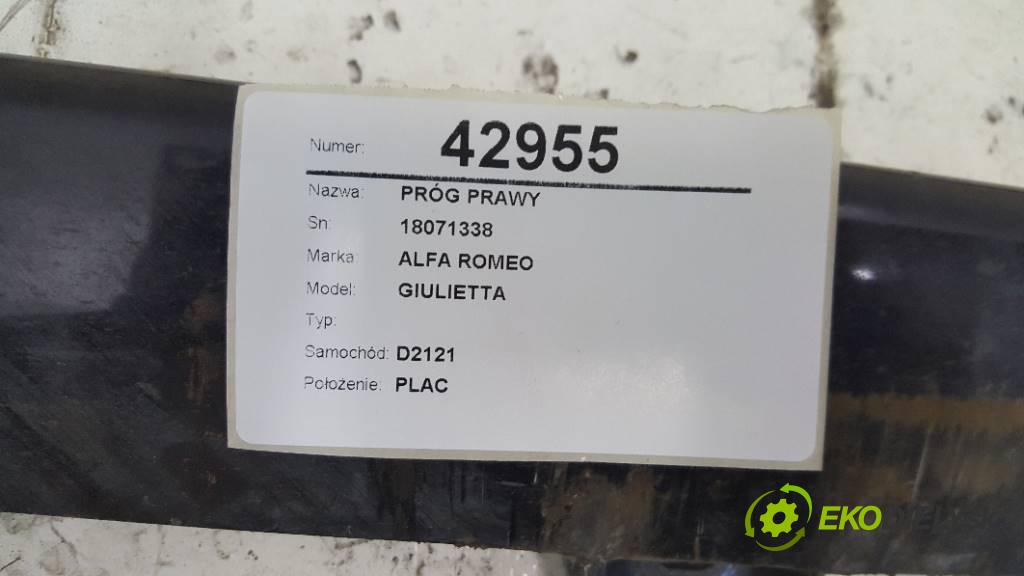 Numer: 42955
Nazwa: PRÓG PRAWY
Sn: 18071338
Marka: ALFA ROMEO
Model: GIULIETTA
Typ:
Samochód: D2121
Położenie: PLAC
EKO